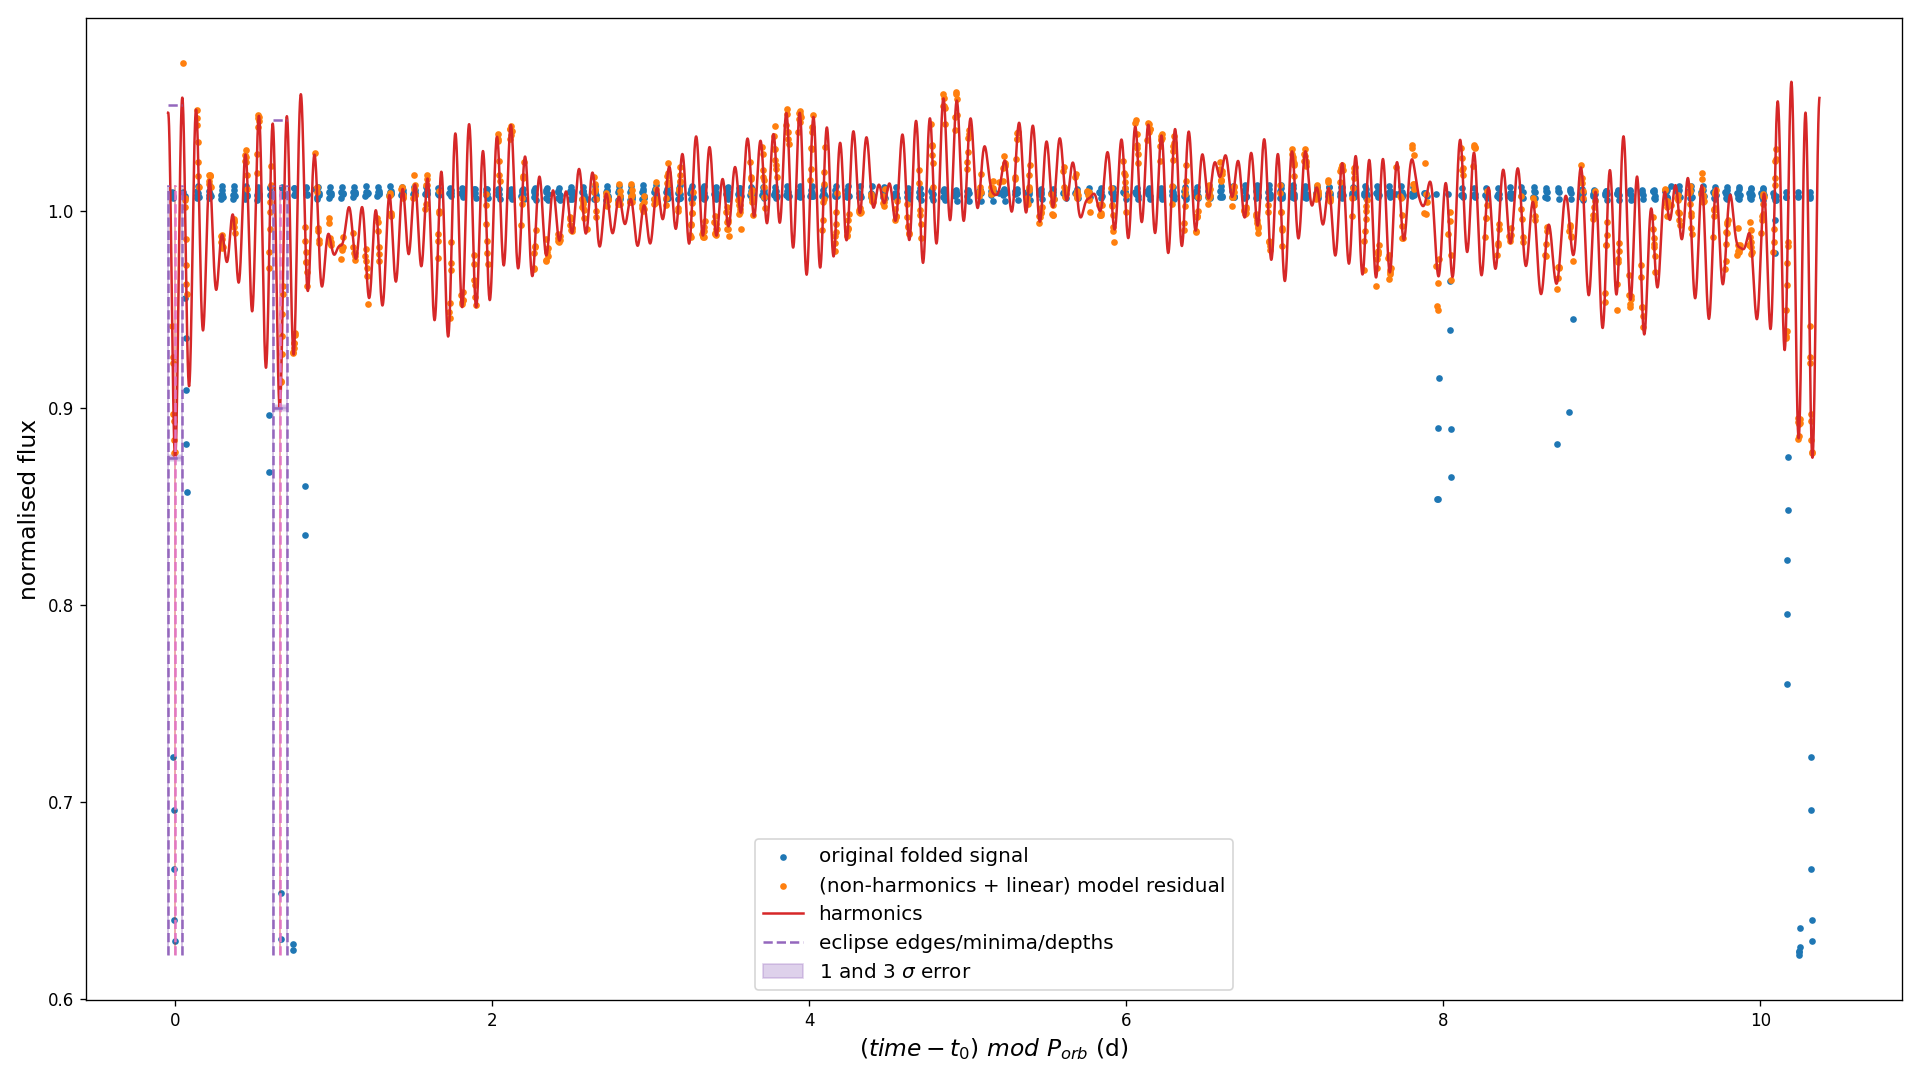 normalised flux
1.0
0.9
0.8
0.7
0.6
0
2
4
6
8
10
(time − t₀) mod Pₒᵣb (d)
original folded signal
(non-harmonics + linear) model residual
harmonics
eclipse edges/minima/depths
1 and 3 σ error